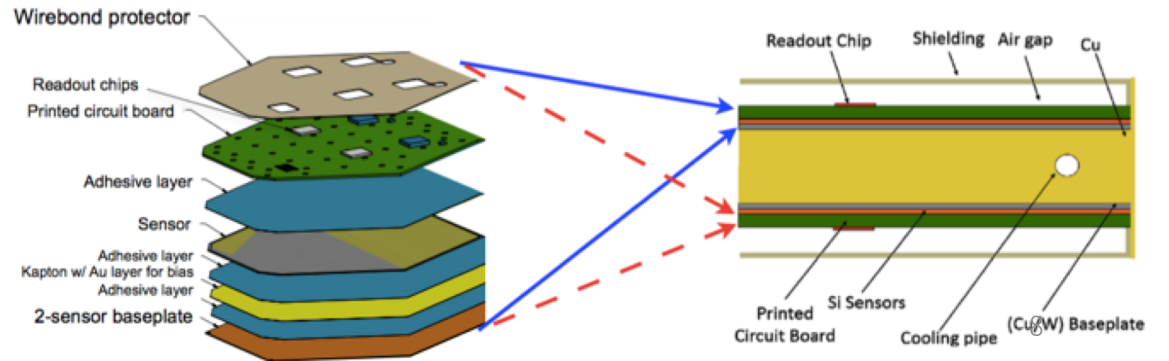 Wirebond protector
Readout chips
Printed circuit board
Adhesive layer
Sensor
Adhesive layer
Kapton w/ Au layer for bias
Adhesive layer
2-sensor baseplate
Readout Chip
Shielding
Air gap
Cu
Printed
Circuit Board
Si Sensors
Cooling pipe
(Cu/W) Baseplate